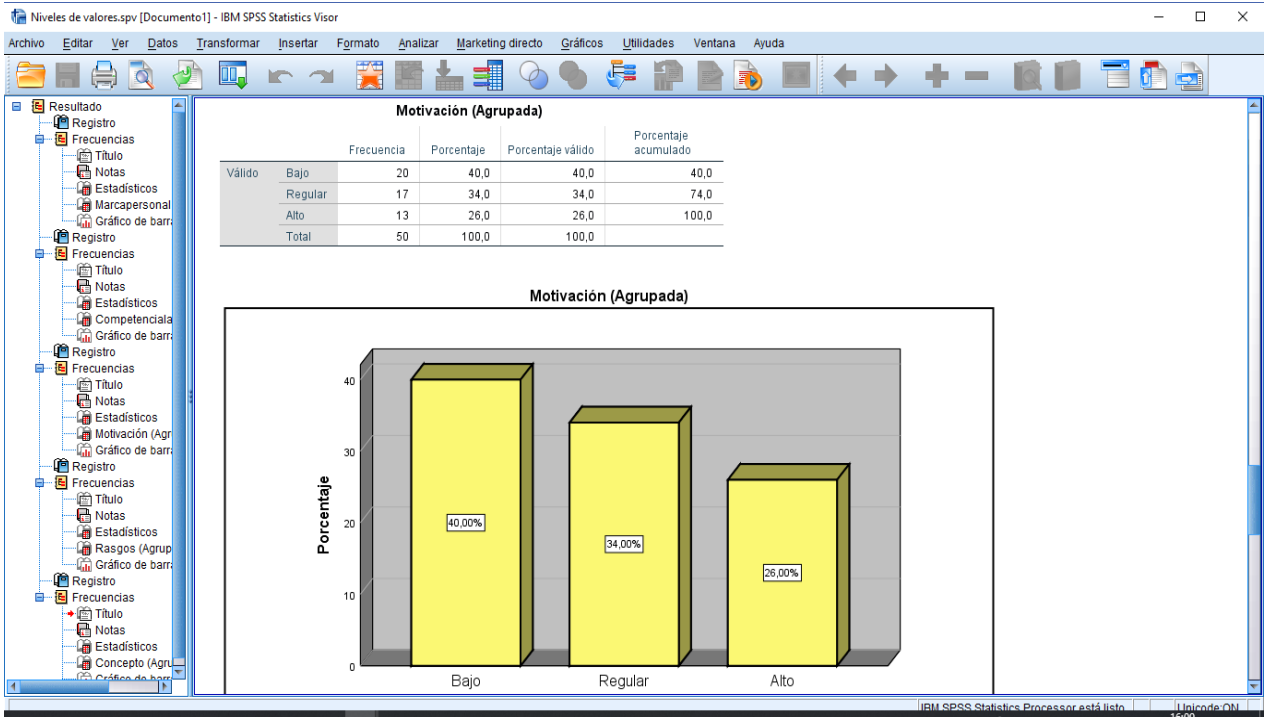 Niveles de valores.spv [Documento1] - IBM SPSS Statistics Visor
Archivo Editar Ver Datos Transformar Insertar Formato Analizar Marketing directo Gráficos Utilidades Ventana Ayuda
Resultado
Registro
Frecuencias
Título
Notas
Estadísticos
Marcapersonal
Gráfico de barr
Registro
Frecuencias
Título
Notas
Estadísticos
Competenciala
Gráfico de barr
Registro
Frecuencias
Título
Notas
Estadísticos
Motivación (Agr
Gráfico de barr
Registro
Frecuencias
Título
Notas
Estadísticos
Rasgos (Agrup
Gráfico de barr
Registro
Frecuencias
Título
Notas
Estadísticos
Concepto (Agru
Gráfico de barr
Motivación (Agrupada)
Frecuencia Porcentaje Porcentaje válido Porcentaje acumulado
Válido Bajo 20 40,0 40,0 40,0
Regular 17 34,0 34,0 74,0
Alto 13 26,0 26,0 100,0
Total 50 100,0 100,0
Motivación (Agrupada)
Porcentaje
40
30
20
10
0
40,00%
34,00%
26,00%
Bajo Regular Alto
IBM SPSS Statistics Processor está listo Unicode:ON
16:00